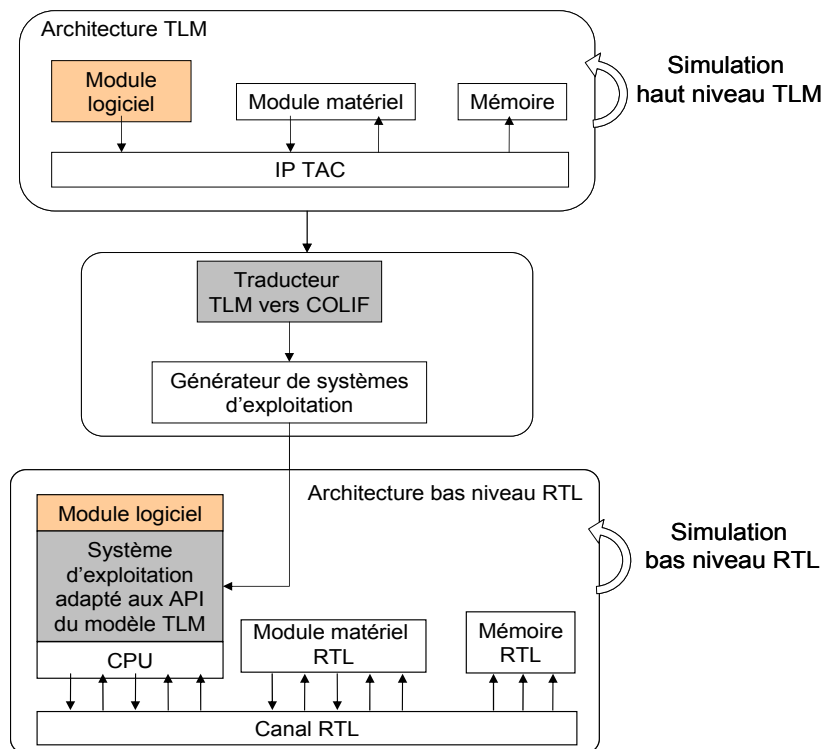 Architecture TLM
Module
logiciel
Module matériel
Mémoire
IP TAC
Simulation
haut niveau TLM
Traducteur
TLM vers COLIF
Générateur de systèmes
d'exploitation
Architecture bas niveau RTL
Module logiciel
Système
d'exploitation
adapté aux API
du modèle TLM
CPU
Module matériel
RTL
Mémoire
RTL
Canal RTL
Simulation
bas niveau RTL